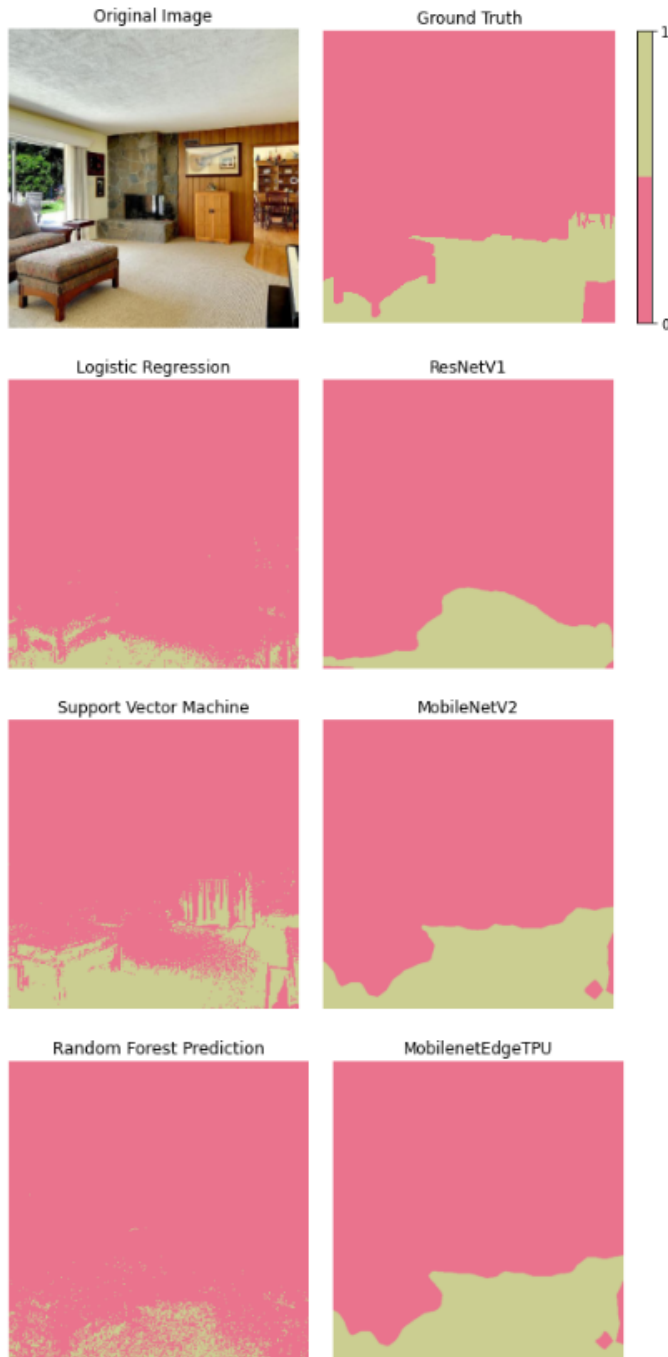 Original Image
Ground Truth
1
0
Logistic Regression
ResNetV1
Support Vector Machine
MobileNetV2
Random Forest Prediction
MobilenetEdgeTPU